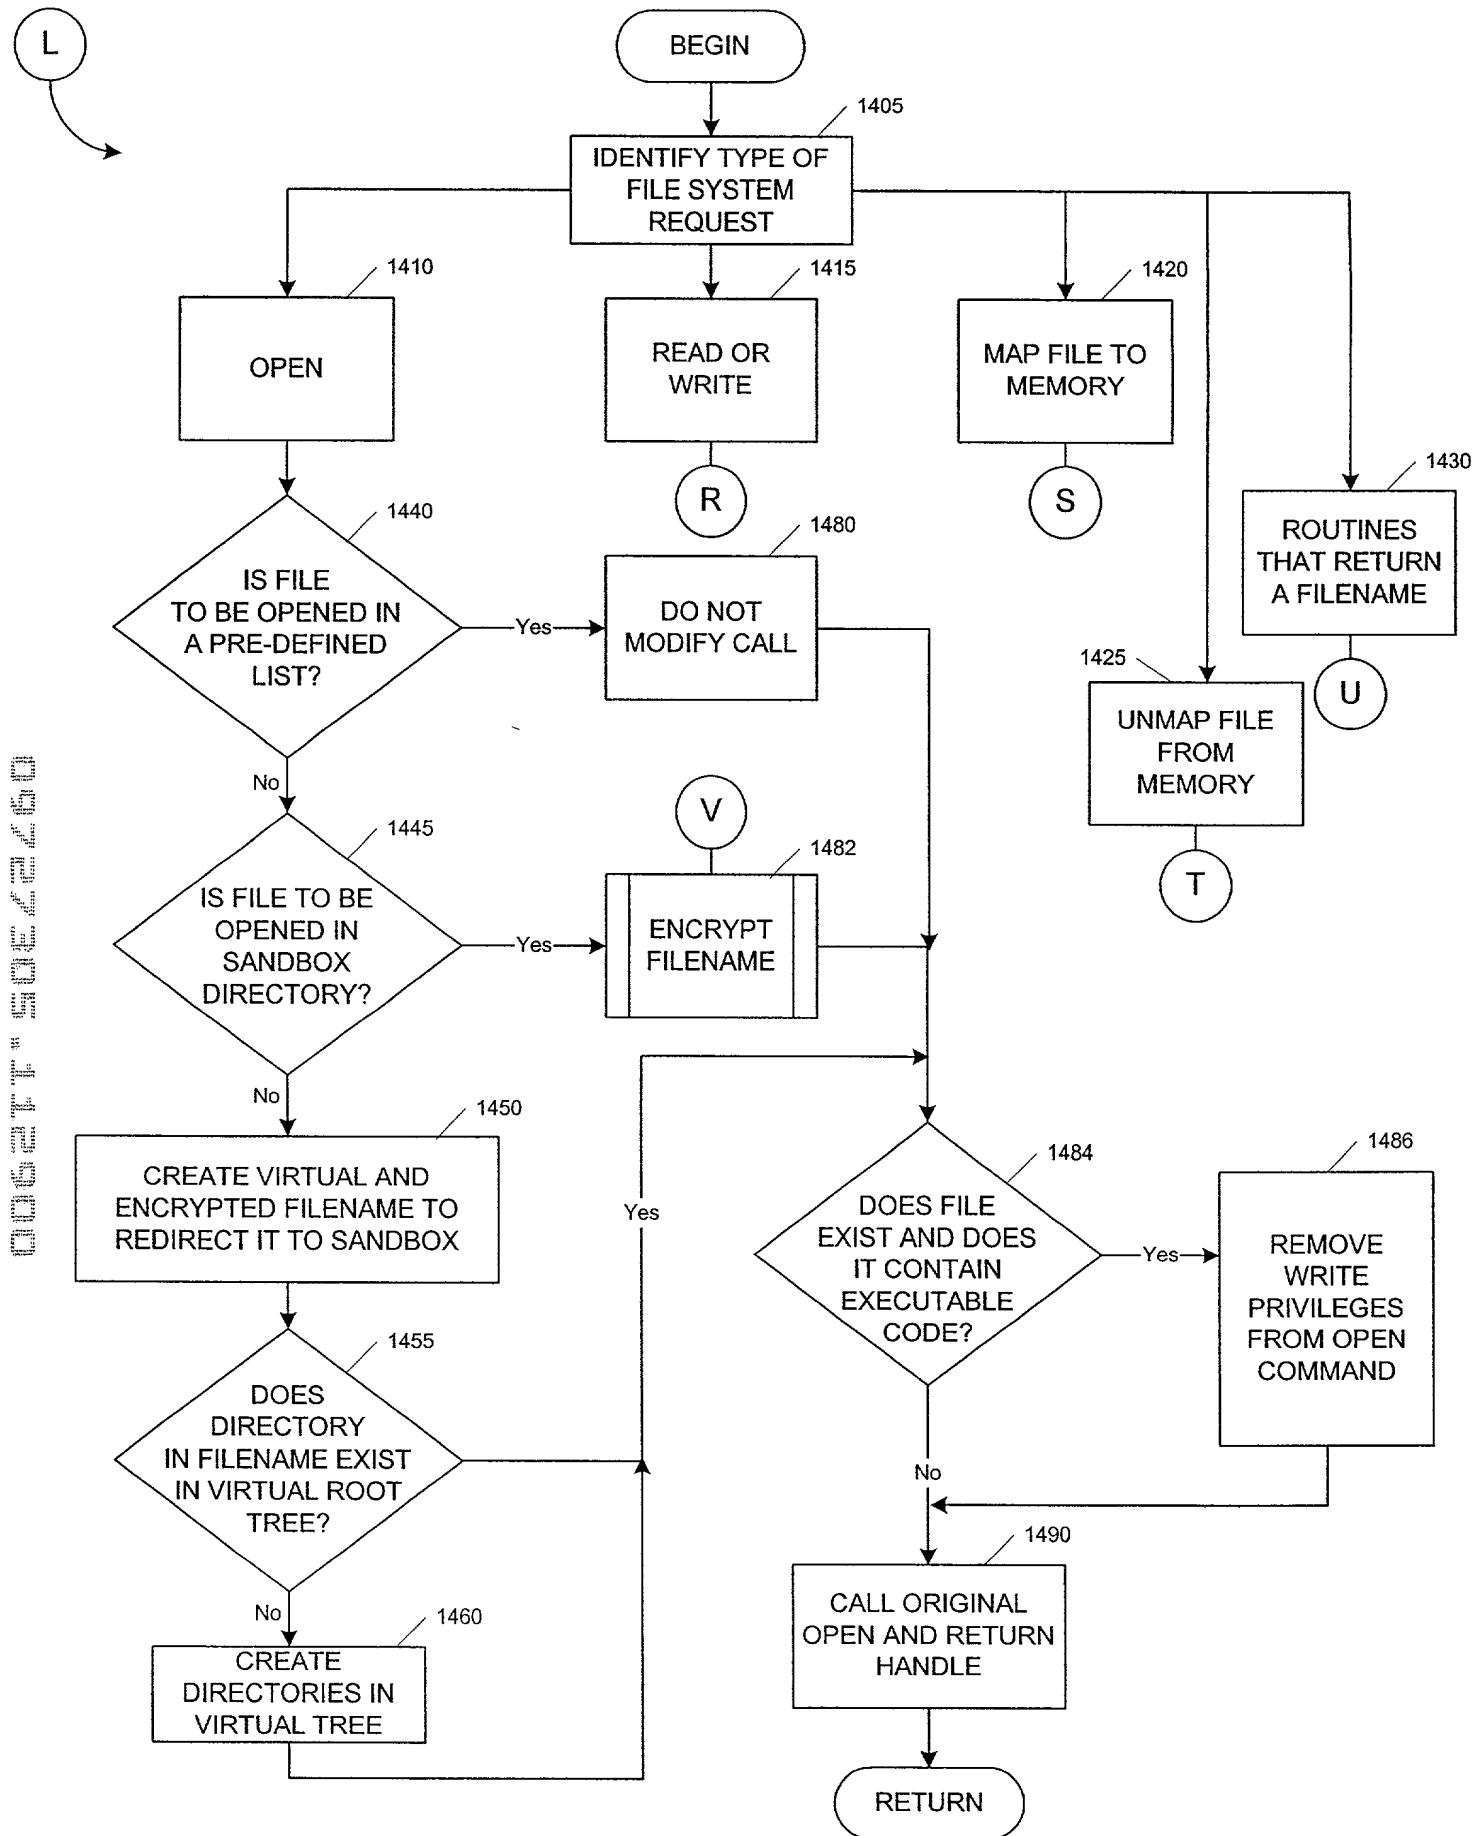 L
BEGIN
1405
IDENTIFY TYPE OF
FILE SYSTEM
REQUEST
1410
OPEN
1415
READ OR
WRITE
R
1420
MAP FILE TO
MEMORY
S
1430
ROUTINES
THAT RETURN
A FILENAME
U
1425
UNMAP FILE
FROM
MEMORY
T
1440
IS FILE
TO BE OPENED IN
A PRE-DEFINED
LIST?
Yes
1480
DO NOT
MODIFY CALL
No
1445
IS FILE TO BE
OPENED IN
SANDBOX
DIRECTORY?
Yes
V
1482
ENCRYPT
FILENAME
No
1450
CREATE VIRTUAL AND
ENCRYPTED FILENAME TO
REDIRECT IT TO SANDBOX
1455
DOES
DIRECTORY
IN FILENAME EXIST
IN VIRTUAL ROOT
TREE?
Yes
No
1460
CREATE
DIRECTORIES IN
VIRTUAL TREE
1484
DOES FILE
EXIST AND DOES
IT CONTAIN
EXECUTABLE
CODE?
Yes
1486
REMOVE
WRITE
PRIVILEGES
FROM OPEN
COMMAND
No
1490
CALL ORIGINAL
OPEN AND RETURN
HANDLE
RETURN
09727305.112900